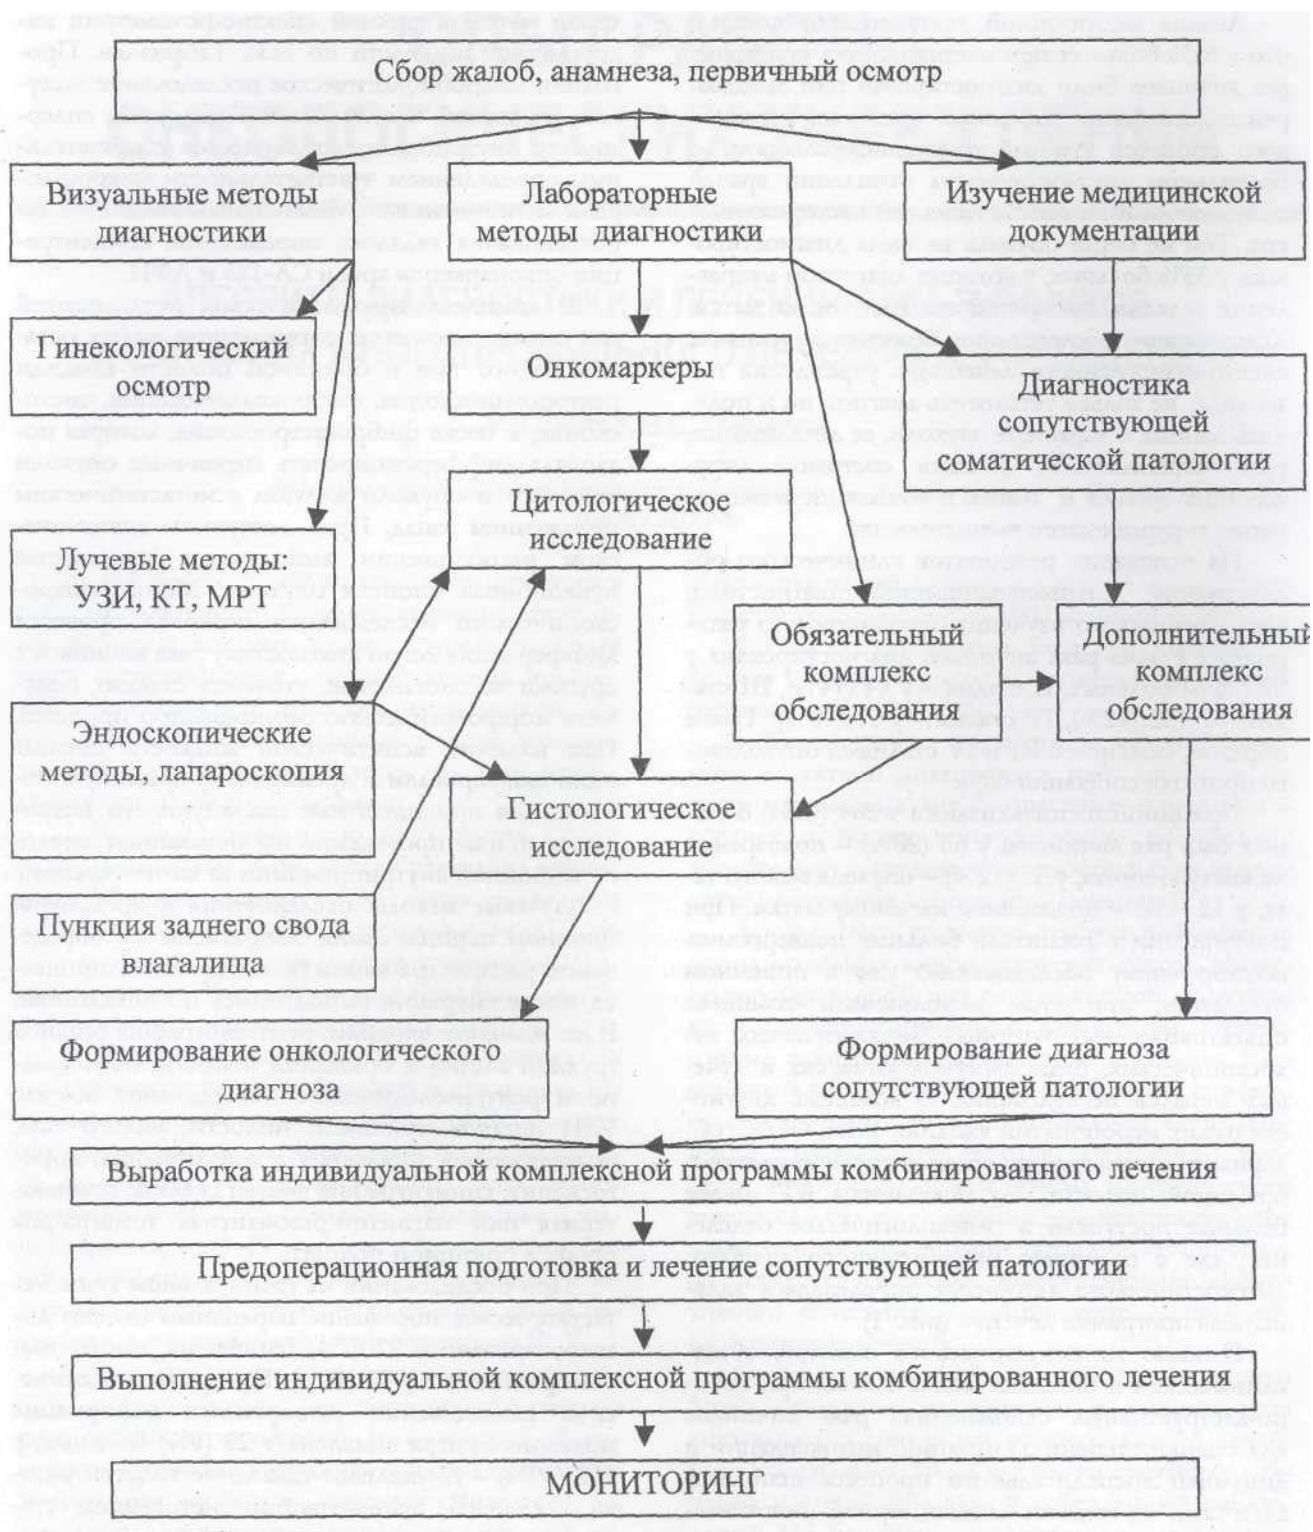 Сбор жалоб, анамнеза, первичный осмотр
Визуальные методы
диагностики
Лабораторные
методы диагностики
Изучение медицинской
документации
Гинекологический
осмотр
Онкомаркеры
Диагностика
сопутствующей
соматической патологии
Цитологическое
исследование
Лучевые методы:
УЗИ, КТ, МРТ
Обязательный
комплекс
обследования
Дополнительный
комплекс
обследования
Эндоскопические
методы, лапароскопия
Гистологическое
исследование
Пункция заднего свода
влагалища
Формирование онкологического
диагноза
Формирование диагноза
сопутствующей патологии
Выработка индивидуальной комплексной программы комбинированного лечения
Предоперационная подготовка и лечение сопутствующей патологии
Выполнение индивидуальной комплексной программы комбинированного лечения
МОНИТОРИНГ